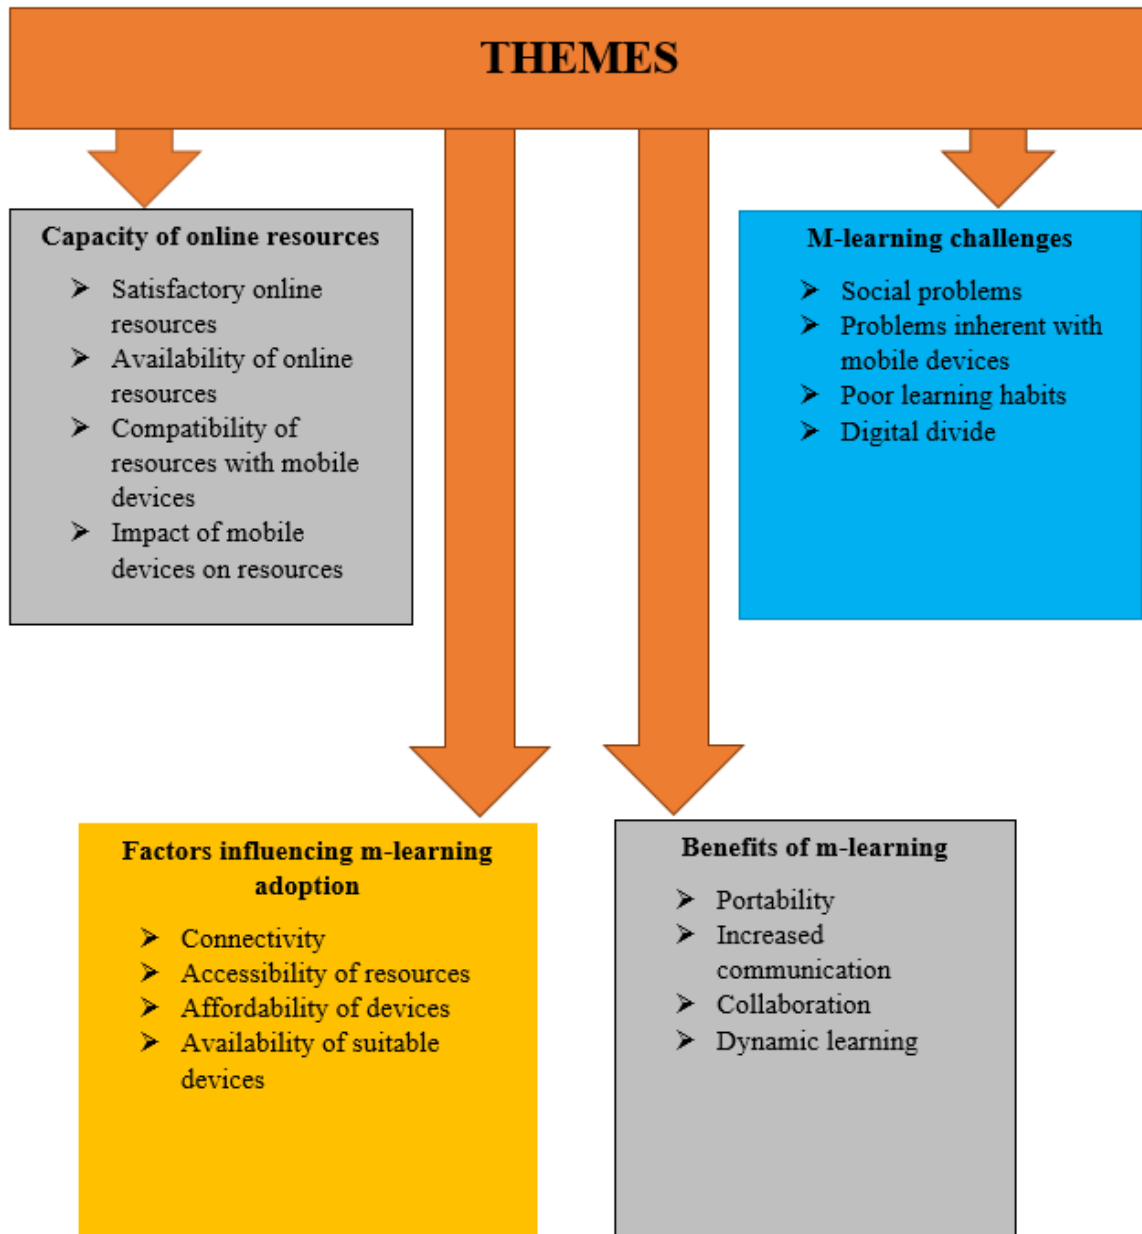 THEMES
Capacity of online resources
➢ Satisfactory online
resources
➢ Availability of online
resources
➢ Compatibility of
resources with mobile
devices
➢ Impact of mobile
devices on resources
M-learning challenges
➢ Social problems
➢ Problems inherent with
mobile devices
➢ Poor learning habits
➢ Digital divide
Factors influencing m-learning
adoption
➢ Connectivity
➢ Accessibility of resources
➢ Affordability of devices
➢ Availability of suitable
devices
Benefits of m-learning
➢ Portability
➢ Increased
communication
➢ Collaboration
➢ Dynamic learning